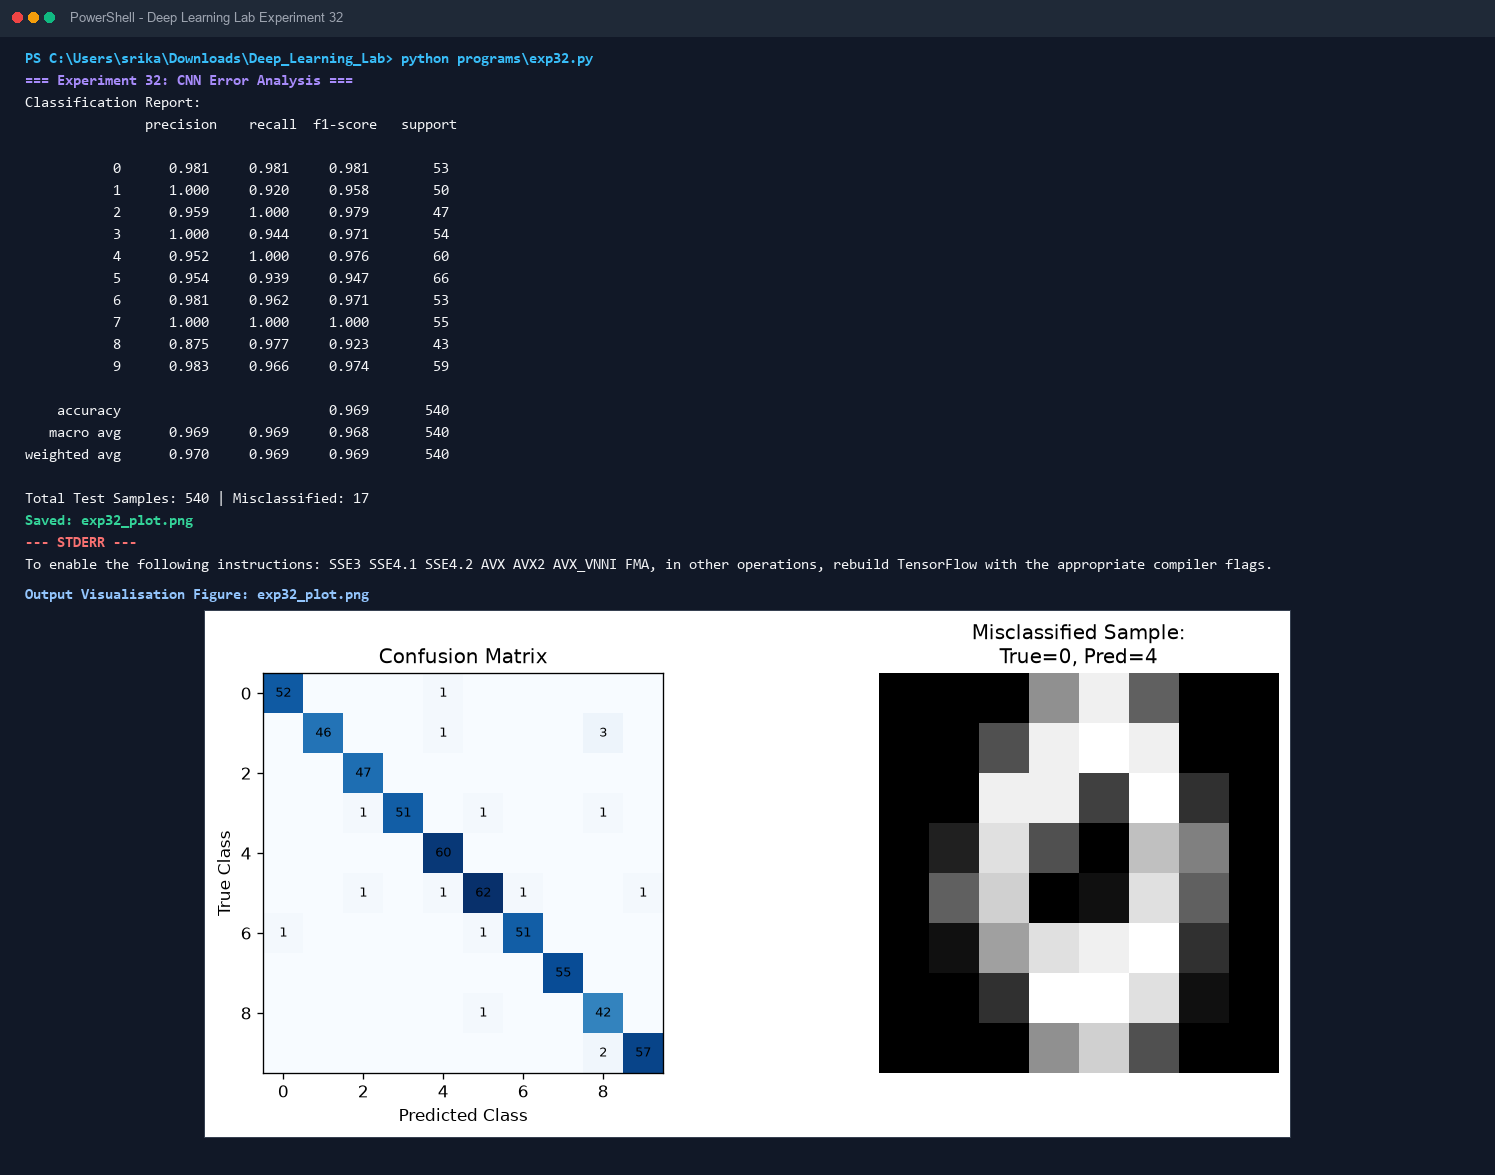 PowerShell - Deep Learning Lab Experiment 32
PS C:\Users\srika\Downloads\Deep_Learning_Lab> python programs\exp32.py
=== Experiment 32: CNN Error Analysis ===
Classification Report:
precision recall f1-score support
0 0.981 0.981 0.981 53
1 1.000 0.920 0.958 50
2 0.959 1.000 0.979 47
3 1.000 0.944 0.971 54
4 0.952 1.000 0.976 60
5 0.954 0.939 0.947 66
6 0.981 0.962 0.971 53
7 1.000 1.000 1.000 55
8 0.875 0.977 0.923 43
9 0.983 0.966 0.974 59
accuracy 0.969 540
macro avg 0.969 0.969 0.968 540
weighted avg 0.970 0.969 0.969 540
Total Test Samples: 540 | Misclassified: 17
Saved: exp32_plot.png
--- STDERR ---
To enable the following instructions: SSE3 SSE4.1 SSE4.2 AVX AVX2 AVX_VNNI FMA, in other operations, rebuild TensorFlow with the appropriate compiler flags.
Output Visualisation Figure: exp32_plot.png
Confusion Matrix
0 52 1
46 1 3
2 47
1 51 1 1
4 60
1 1 62 1 1
6 1 1 51
55
8 1 42
2 57
0 2 4 6 8
True Class
Predicted Class
Misclassified Sample:
True=0, Pred=4